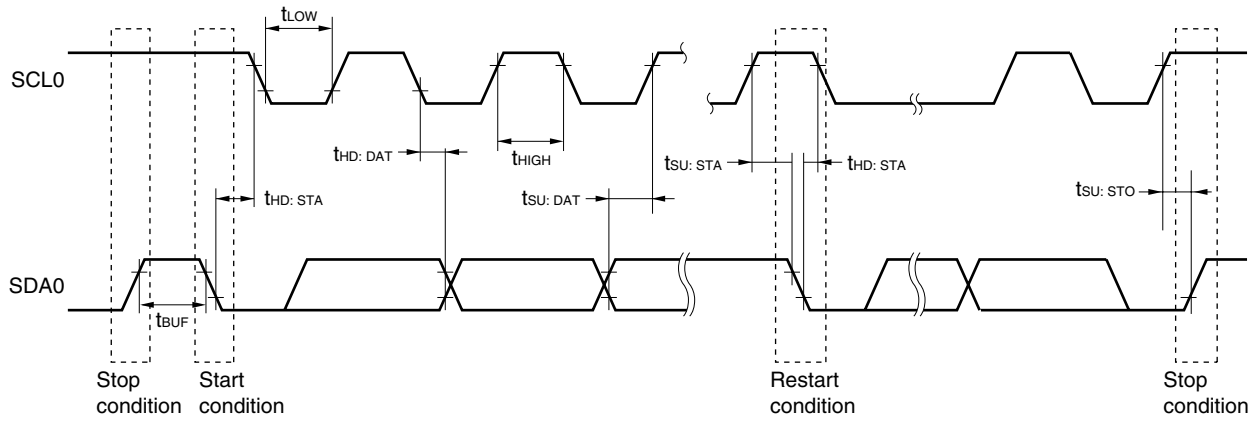 tLOW
SCL0
tHD: DAT
tHIGH
tSU: STA
tHD: STA
tHD: STA
tSU: DAT
tSU: STO
SDA0
tBUF
Stop
condition
Start
condition
Restart
condition
Stop
condition